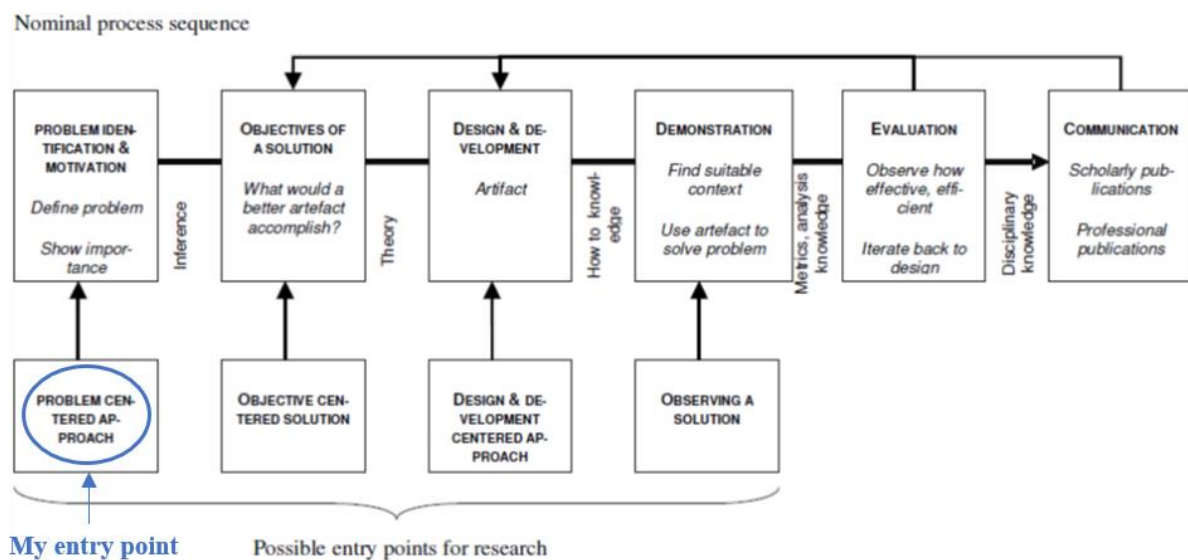 Nominal process sequence
PROBLEM IDEN-
TIFICATION &
MOTIVATION
Define problem
Show impor-
tance
Inference
OBJECTIVES OF
A SOLUTION
What would a
better artefact
accomplish?
Theory
DESIGN & DE-
VELOPMENT
Artifact
How to knowl-
edge
DEMONSTRATION
Find suitable
context
Use artefact to
solve problem
Metrics, analysis
knowledge
EVALUATION
Observe how
effective, effi-
cient
Iterate back to
design
Disciplinary
knowledge
COMMUNICATION
Scholarly pub-
lications
Professional
publications
PROBLEM CEN-
TERED AP-
PROACH
OBJECTIVE CEN-
TERED SOLUTION
DESIGN & DE-
VELOPMENT
CENTERED AP-
PROACH
OBSERVING A
SOLUTION
My entry point
Possible entry points for research